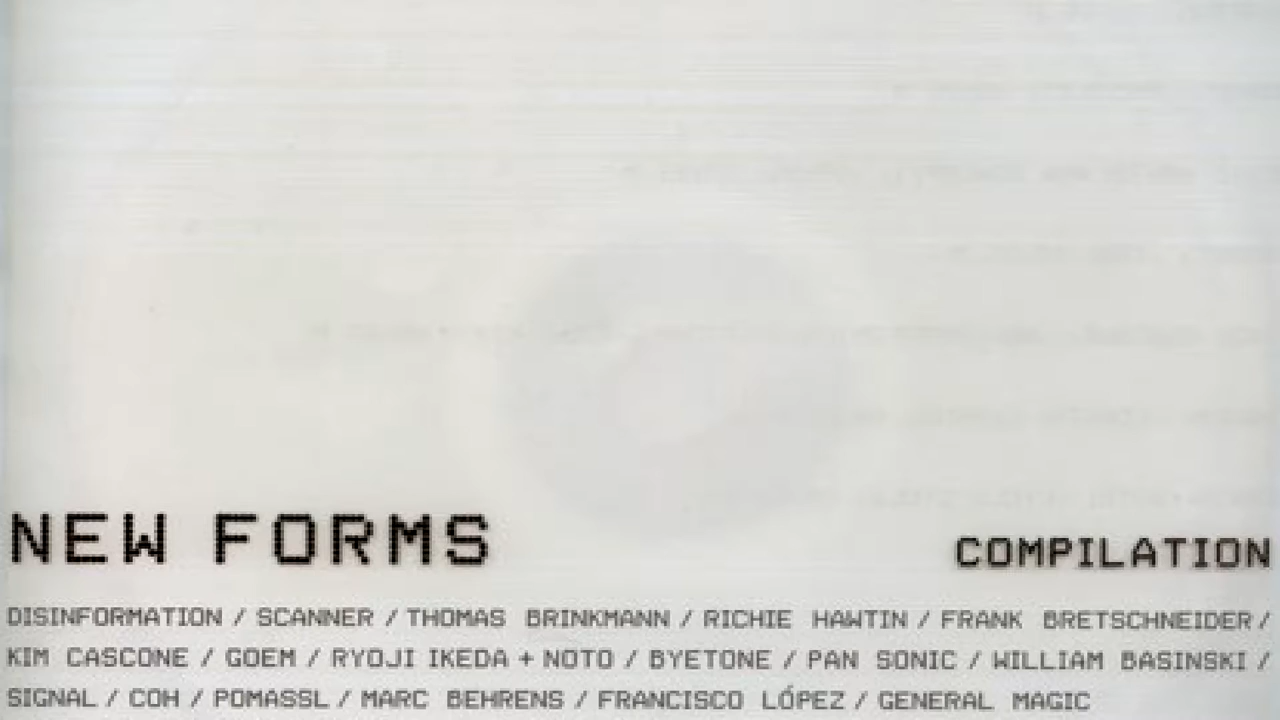 NEW FORMS
COMPILATION
DISINFORMATION / SCANNER / THOMAS BRINKMANN / RICHIE HAWTIN / FRANK BRETSCHNEIDER /
KIM CASCONE / GOEM / RYOJI IKEDA + NOTO / BYETONE / PAN SONIC / WILLIAM BASINSKI /
SIGNAL / COH / POMASSL / MARC BEHRENS / FRANCISCO LÓPEZ / GENERAL MAGIC